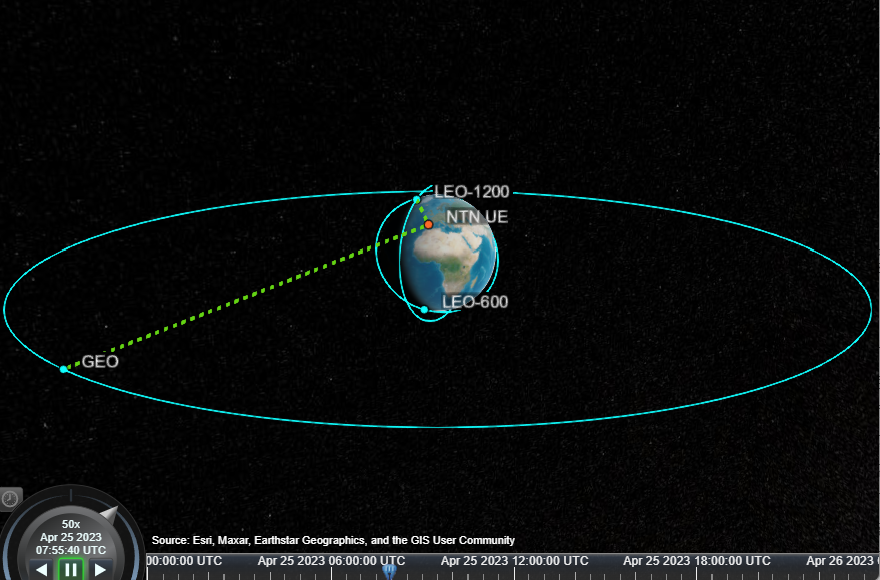 LEO-1200
NTN UE
LEO-600
GEO
50x
Apr 25 2023
07:55:40 UTC
Source: Esri, Maxar, Earthstar Geographics, and the GIS User Community
00:00:00 UTC Apr 25 2023 06:00:00 UTC Apr 25 2023 12:00:00 UTC Apr 25 2023 18:00:00 UTC Apr 26 2023